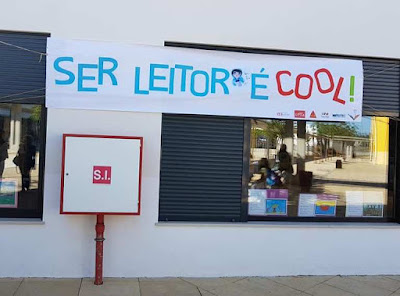 SER LEITOR É COOL!
S.I.